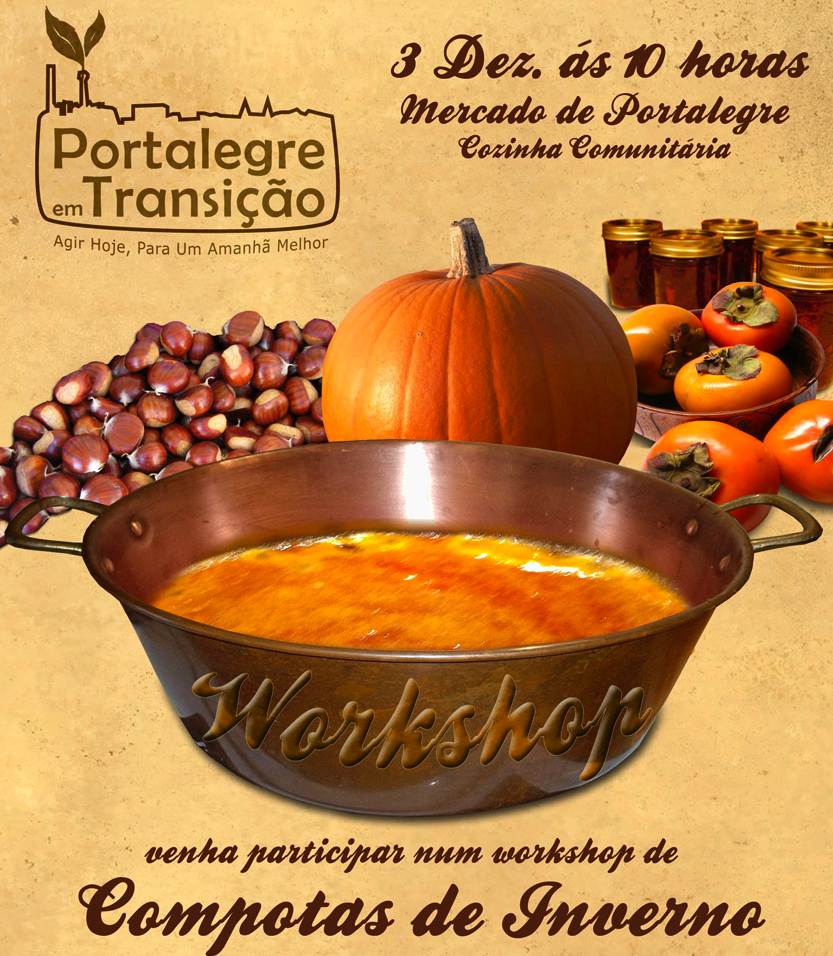 3 Dez. ás 10 horas
Mercado de Portalegre
Cozinha Comunitária
Portalegre
em Transição
Agir Hoje, Para Um Amanhã Melhor
Workshop
venha participar num workshop de
Compotas de Inverno